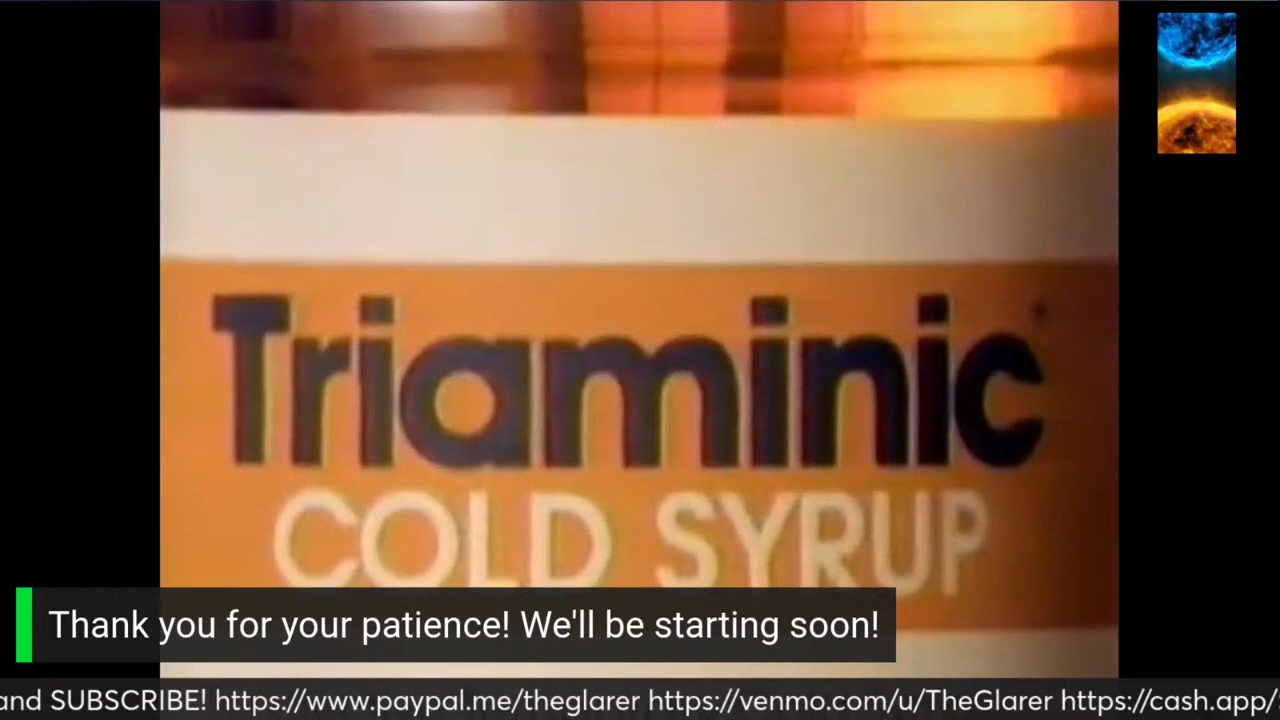 Triaminic
COLD SYRUP
Thank you for your patience! We'll be starting soon!
and SUBSCRIBE! https://www.paypal.me/theglarer https://venmo.com/u/TheGlarer https://cash.app/